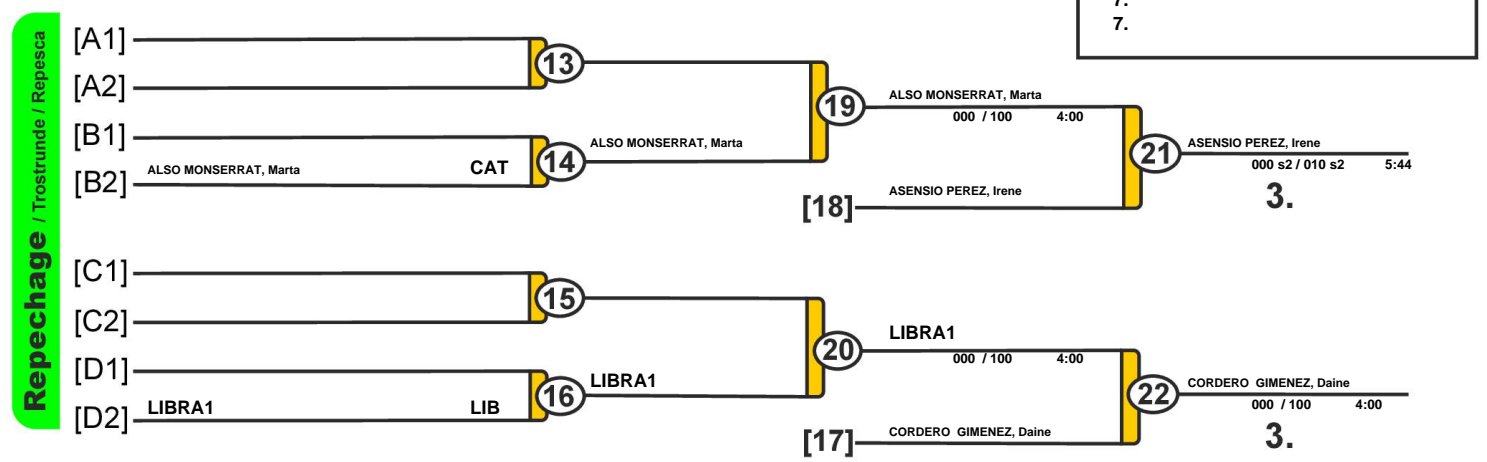 7.
7.
Repechage / Trostrunde / Repesca
[A1]
13
[A2]
19
ALSO MONSERRAT, Marta
000 / 100 4:00
[B1]
14
ALSO MONSERRAT, Marta
[B2] ALSO MONSERRAT, Marta CAT
21
ASENSIO PEREZ, Irene
000 s2 / 010 s2 5:44
3.
[18] ASENSIO PEREZ, Irene
[C1]
15
[C2]
20
LIBRA1
000 / 100 4:00
[D1]
16
LIBRA1
[D2] LIBRA1 LIB
22
CORDERO GIMENEZ, Daine
000 / 100 4:00
3.
[17] CORDERO GIMENEZ, Daine